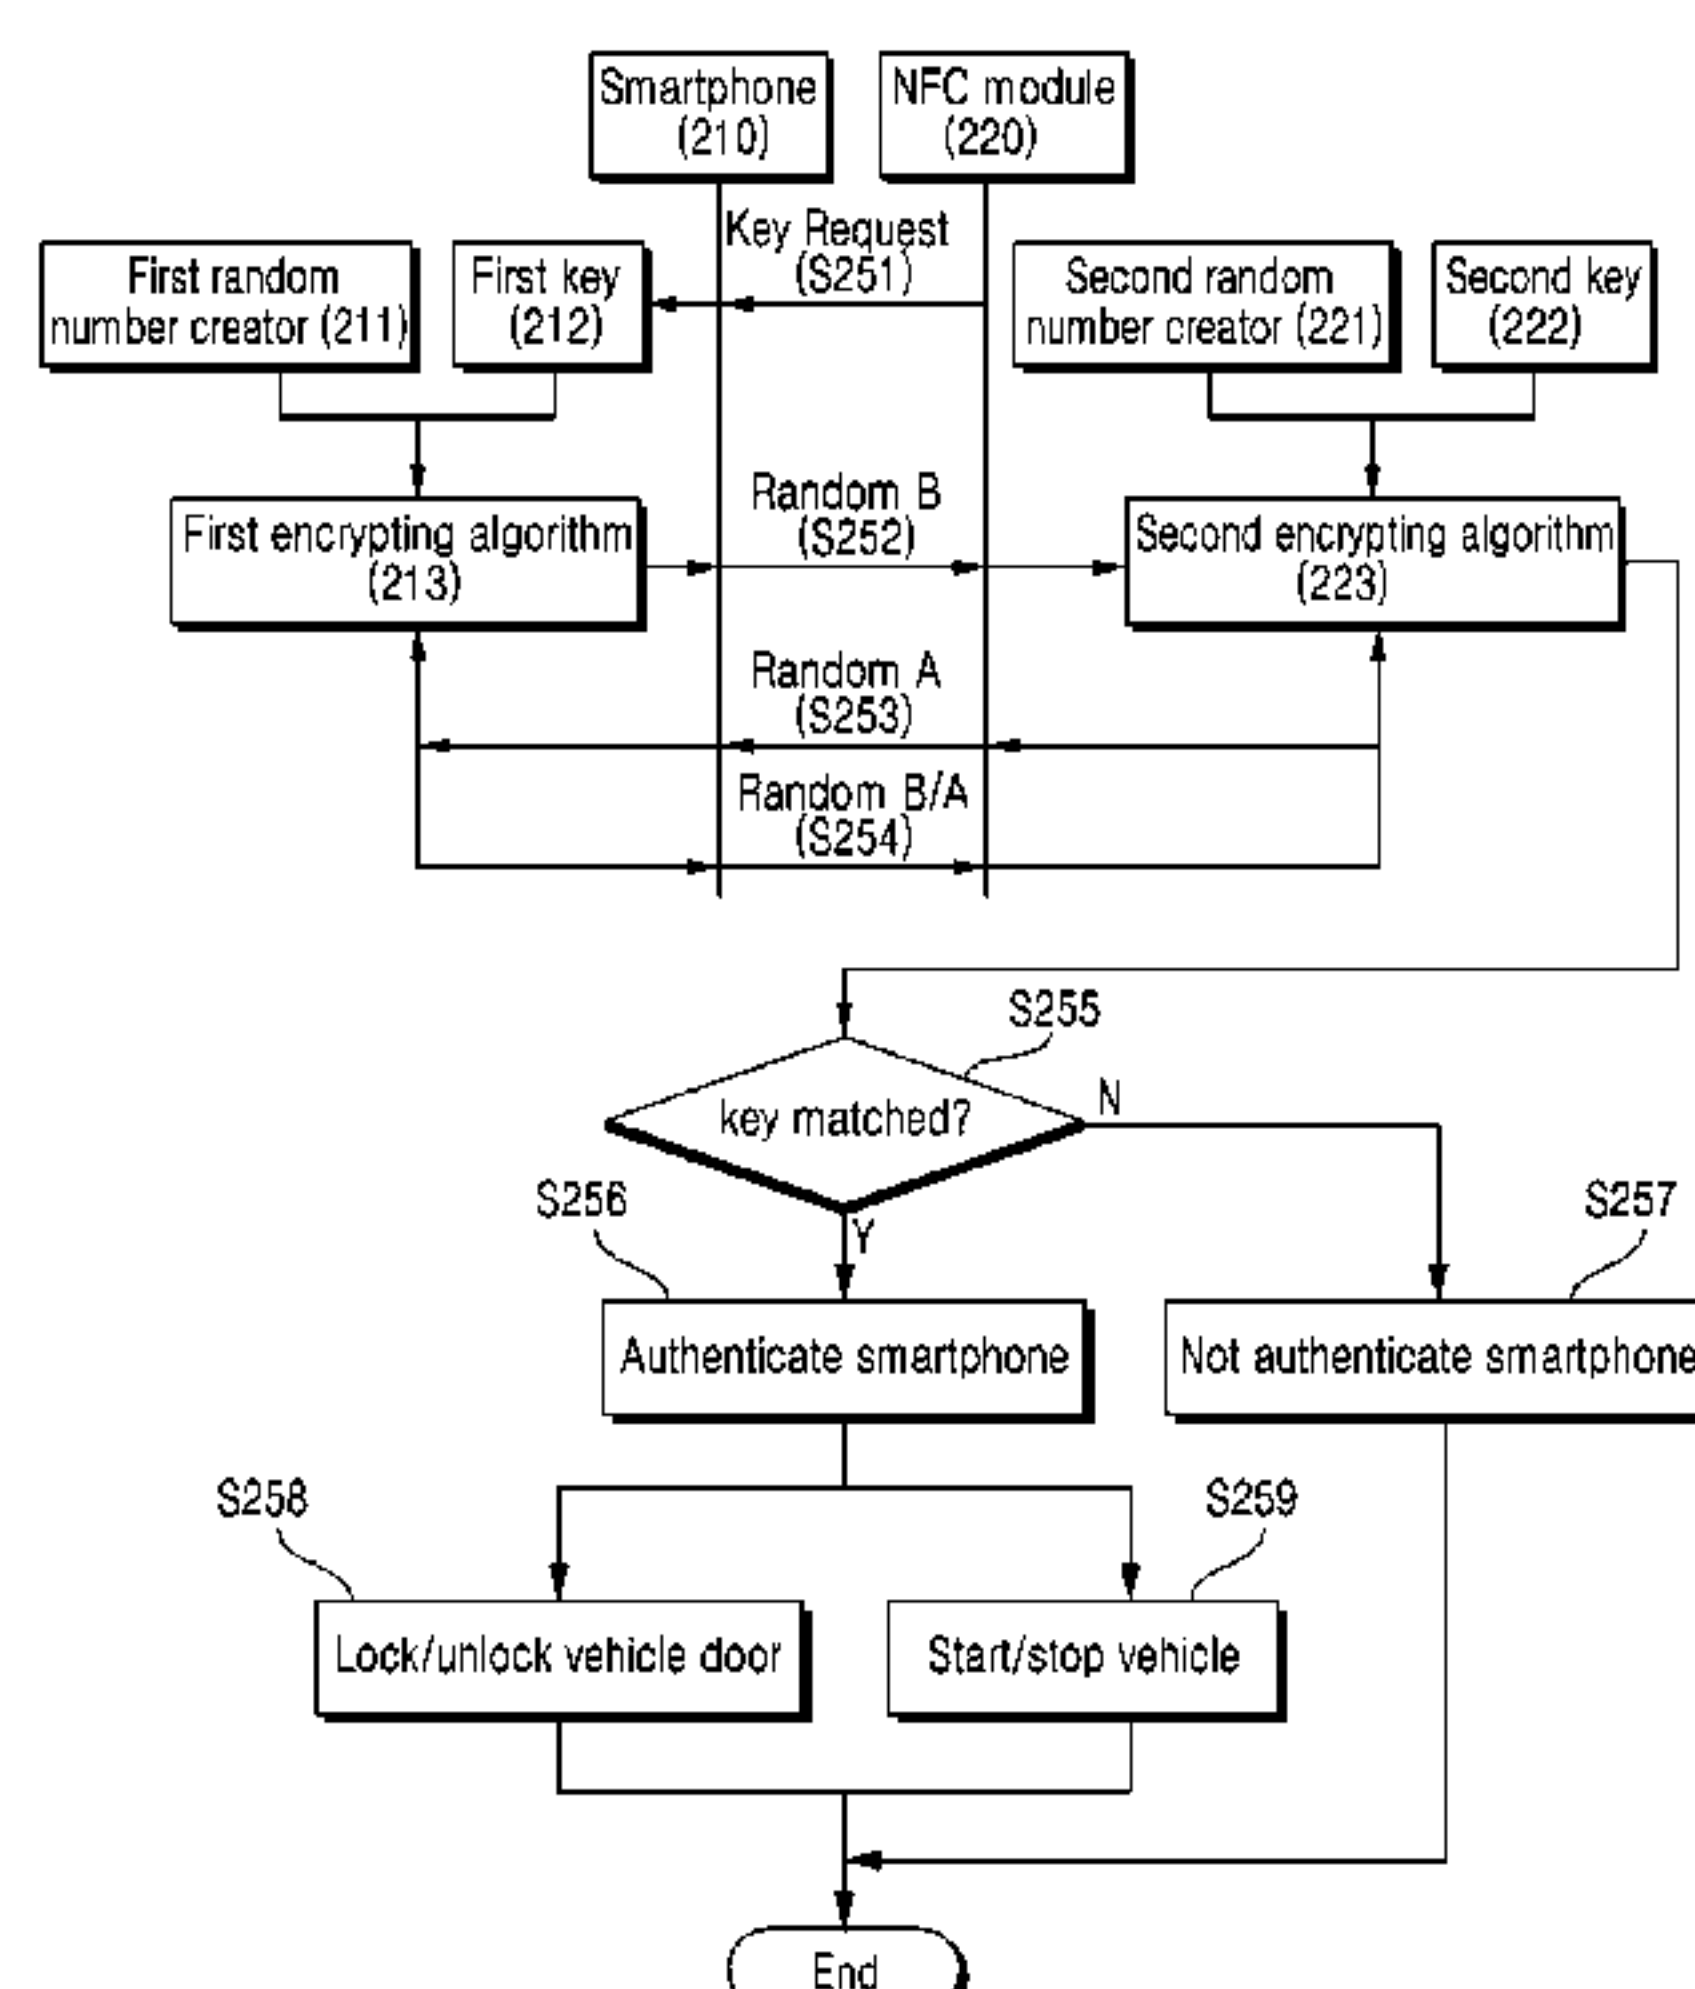 Smartphone
(210)
NFC module
(220)
Key Request
(S251)
First random
number creator (211)
First key
(212)
Second random
number creator (221)
Second key
(222)
Random B
(S252)
First encrypting algorithm
(213)
Second encrypting algorithm
(223)
Random A
(S253)
Random B/A
(S254)
S255
key matched?
N
Y
S256
S257
Authenticate smartphone
Not authenticate smartphone
S258
S259
Lock/unlock vehicle door
Start/stop vehicle
End